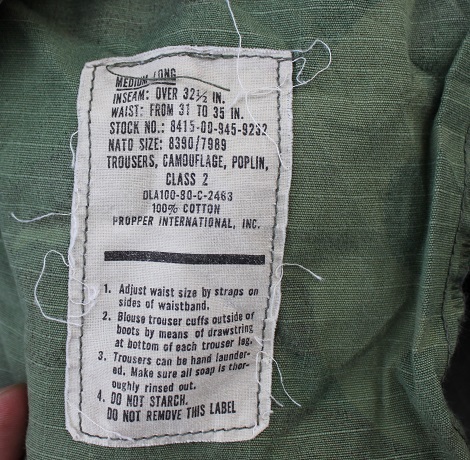 MEDIUM LONG
INSEAM: OVER 32½ IN.
WAIST: FROM 31 TO 35 IN.
STOCK NO.: 8415-00-945-9292
NATO SIZE: 8390/7989
TROUSERS, CAMOUFLAGE, POPLIN,
CLASS 2
DLA100-80-C-2463
100% COTTON
PROPPER INTERNATIONAL, INC.
1. Adjust waist size by straps on
sides of waistband.
2. Blouse trouser cuffs outside of
boots by means of drawstring
at bottom of each trouser leg.
3. Trousers can be hand launder-
ed. Make sure all soap is thor-
oughly rinsed out.
4. DO NOT STARCH.
DO NOT REMOVE THIS LABEL